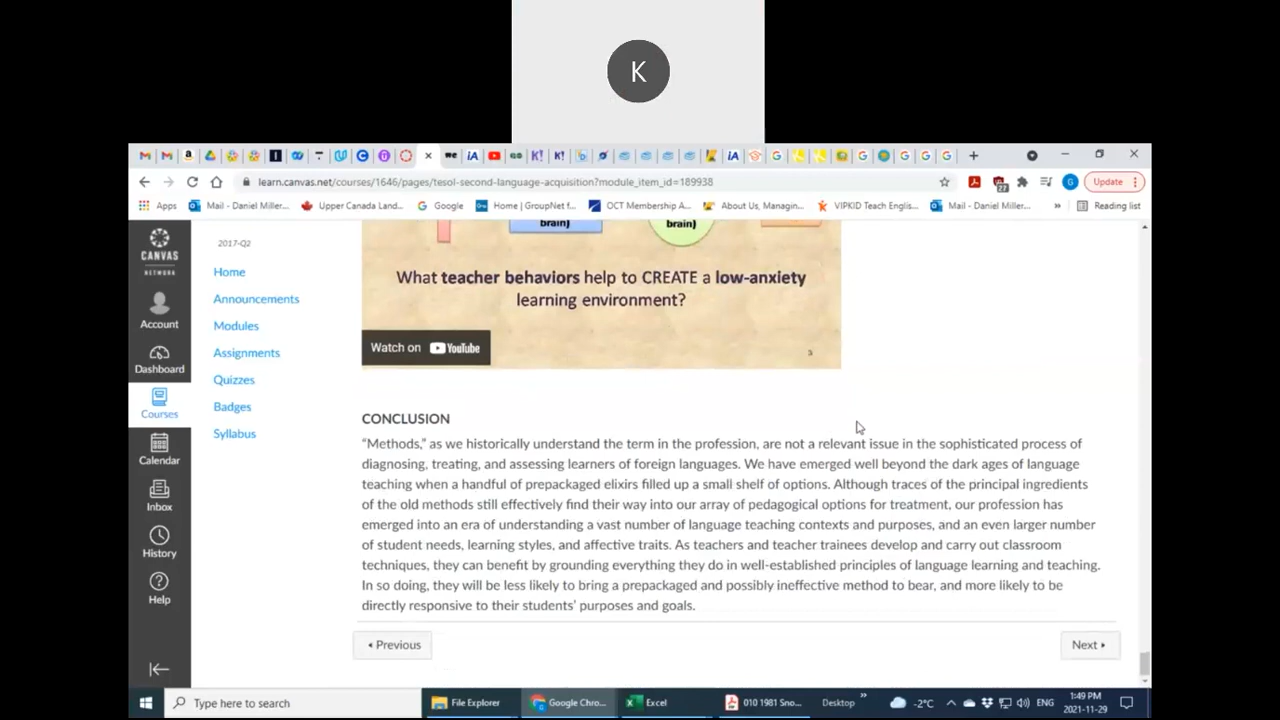 K
learn.canvas.net/courses/1646/pages/tesol-second-language-acquisition?module_item_id=189938
Update
Apps
Mail - Daniel Miller...
Upper Canada Land...
Google
Home | GroupNet f...
OCT Membership A...
About Us, Managin...
VIPKID Teach Englis...
Mail - Daniel Miller...
»
Reading list
CANVAS
NETWORK
Account
Dashboard
Courses
Calendar
Inbox
History
Help
2017-Q2
Home
Announcements
Modules
Assignments
Quizzes
Badges
Syllabus
brain)
brain)
What teacher behaviors help to CREATE a low-anxiety
learning environment?
Watch on YouTube
3
CONCLUSION
“Methods,” as we historically understand the term in the profession, are not a relevant issue in the sophisticated process of
diagnosing, treating, and assessing learners of foreign languages. We have emerged well beyond the dark ages of language
teaching when a handful of prepackaged elixirs filled up a small shelf of options. Although traces of the principal ingredients
of the old methods still effectively find their way into our array of pedagogical options for treatment, our profession has
emerged into an era of understanding a vast number of language teaching contexts and purposes, and an even larger number
of student needs, learning styles, and affective traits. As teachers and teacher trainees develop and carry out classroom
techniques, they can benefit by grounding everything they do in well-established principles of language learning and teaching.
In so doing, they will be less likely to bring a prepackaged and possibly ineffective method to bear, and more likely to be
directly responsive to their students’ purposes and goals.
Previous
Next
Type here to search
File Explorer
Google Chro...
Excel
010 1981 Sno...
Desktop
»
-2°C
ENG
1:49 PM
2021-11-29